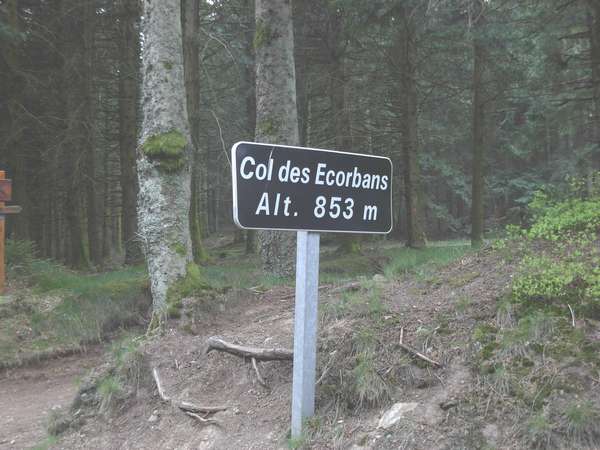 Col des Ecorbans
Alt. 853 m